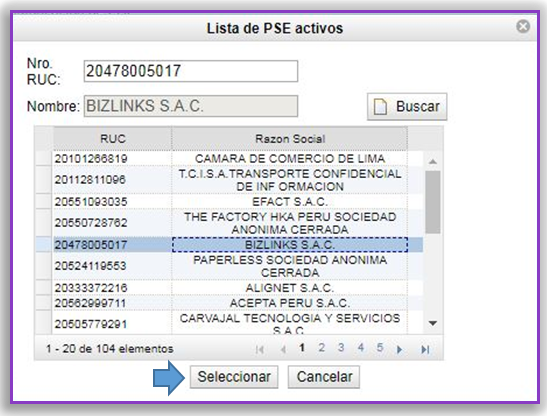 Lista de PSE activos
Nro.
RUC:
20478005017
Nombre:
BIZLINKS S.A.C.
Buscar
RUC Razon Social
20101266819 CAMARA DE COMERCIO DE LIMA
20112811096 T.C.I.S.A.TRANSPORTE CONFIDENCIAL
DE INF ORMACION
20551093035 EFACT S.A.C.
20550728762 THE FACTORY HKA PERU SOCIEDAD
ANONIMA CERRADA
20478005017 BIZLINKS S.A.C.
20524119553 PAPERLESS SOCIEDAD ANONIMA
CERRADA
20333372216 ALIGNET S.A.C.
20562999711 ACEPTA PERU S.A.C.
20505779291 CARVAJAL TECNOLOGIA Y SERVICIOS
S.A.C.
1 - 20 de 104 elementos 1 2 3 4 5
Seleccionar Cancelar